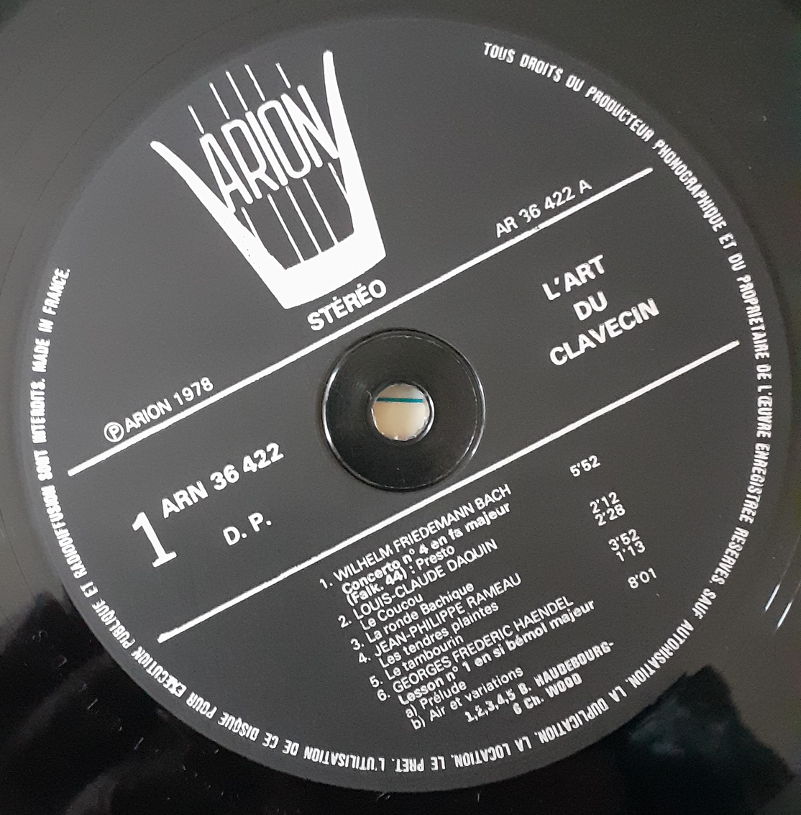 ARION
STÉRÉO
AR 36 422 A
Ⓟ ARION 1978
L'ART
DU
CLAVECIN
1
ARN 36 422
D. P.
1. WILHELM FRIEDEMANN BACH
Concerto n° 4 en fa majeur
(Falk. 44) : Presto 5'52
LOUIS-CLAUDE DAQUIN
2. Le Coucou 2'12
3. La ronde Bachique 2'28
JEAN-PHILIPPE RAMEAU
4. Les tendres plaintes 3'52
5. Le tambourin 1'13
GEORGES FREDERIC HAENDEL
6. Lesson n° 1 en si bémol majeur 8'01
a) Prélude
b) Air et variations
1,2,3,4,5 B. HAUDEBOURG-
6 Ch. WOOD
TOUS DROITS DU PRODUCTEUR PHONOGRAPHIQUE ET DU PROPRIETAIRE DE L'ŒUVRE ENREGISTREE RESERVES. SAUF AUTORISATION, LA DUPLICATION, LA LOCATION, LE PRET, L'UTILISATION DE CE DISQUE POUR EXECUTION PUBLIQUE ET RADIODIFFUSION SONT INTERDITS. MADE IN FRANCE.